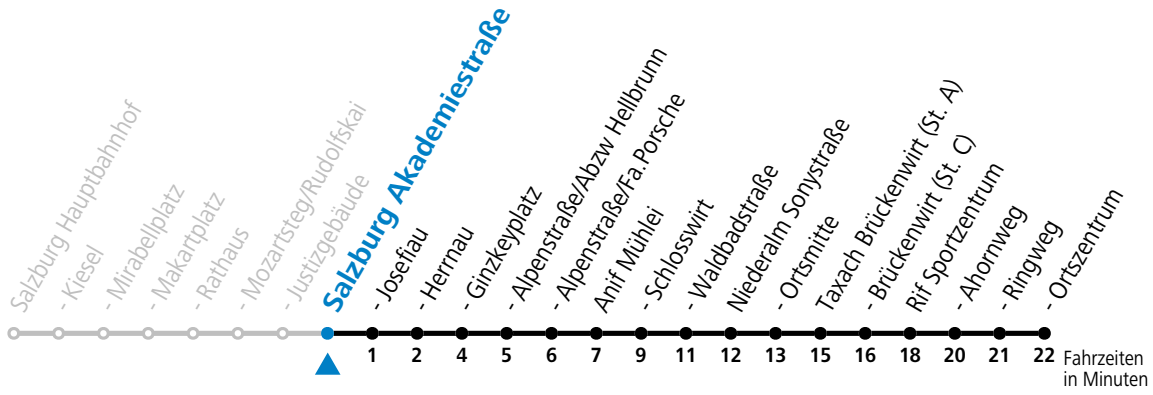 Salzburg Hauptbahnhof
- Kiesel
- Mirabellplatz
- Makartplatz
- Rathaus
- Mozartsteg/Rudolfskai
- Justizgebäude
Salzburg Akademiestraße
- Josefiau
- Herrnau
- Ginzkeyplatz
- Alpenstraße/Abzw Hellbrunn
- Alpenstraße/Fa.Porsche
Anif Mühlei
- Schlosswirt
- Waldbadstraße
Niederalm Sonystraße
- Ortsmitte
Taxach Brückenwirt (St. A)
- Brückenwirt (St. C)
Rif Sportzentrum
- Ahornweg
- Ringweg
- Ortszentrum
1 2 4 5 6 7 9 11 12 13 15 16 18 20 21 22 Fahrzeiten
in Minuten